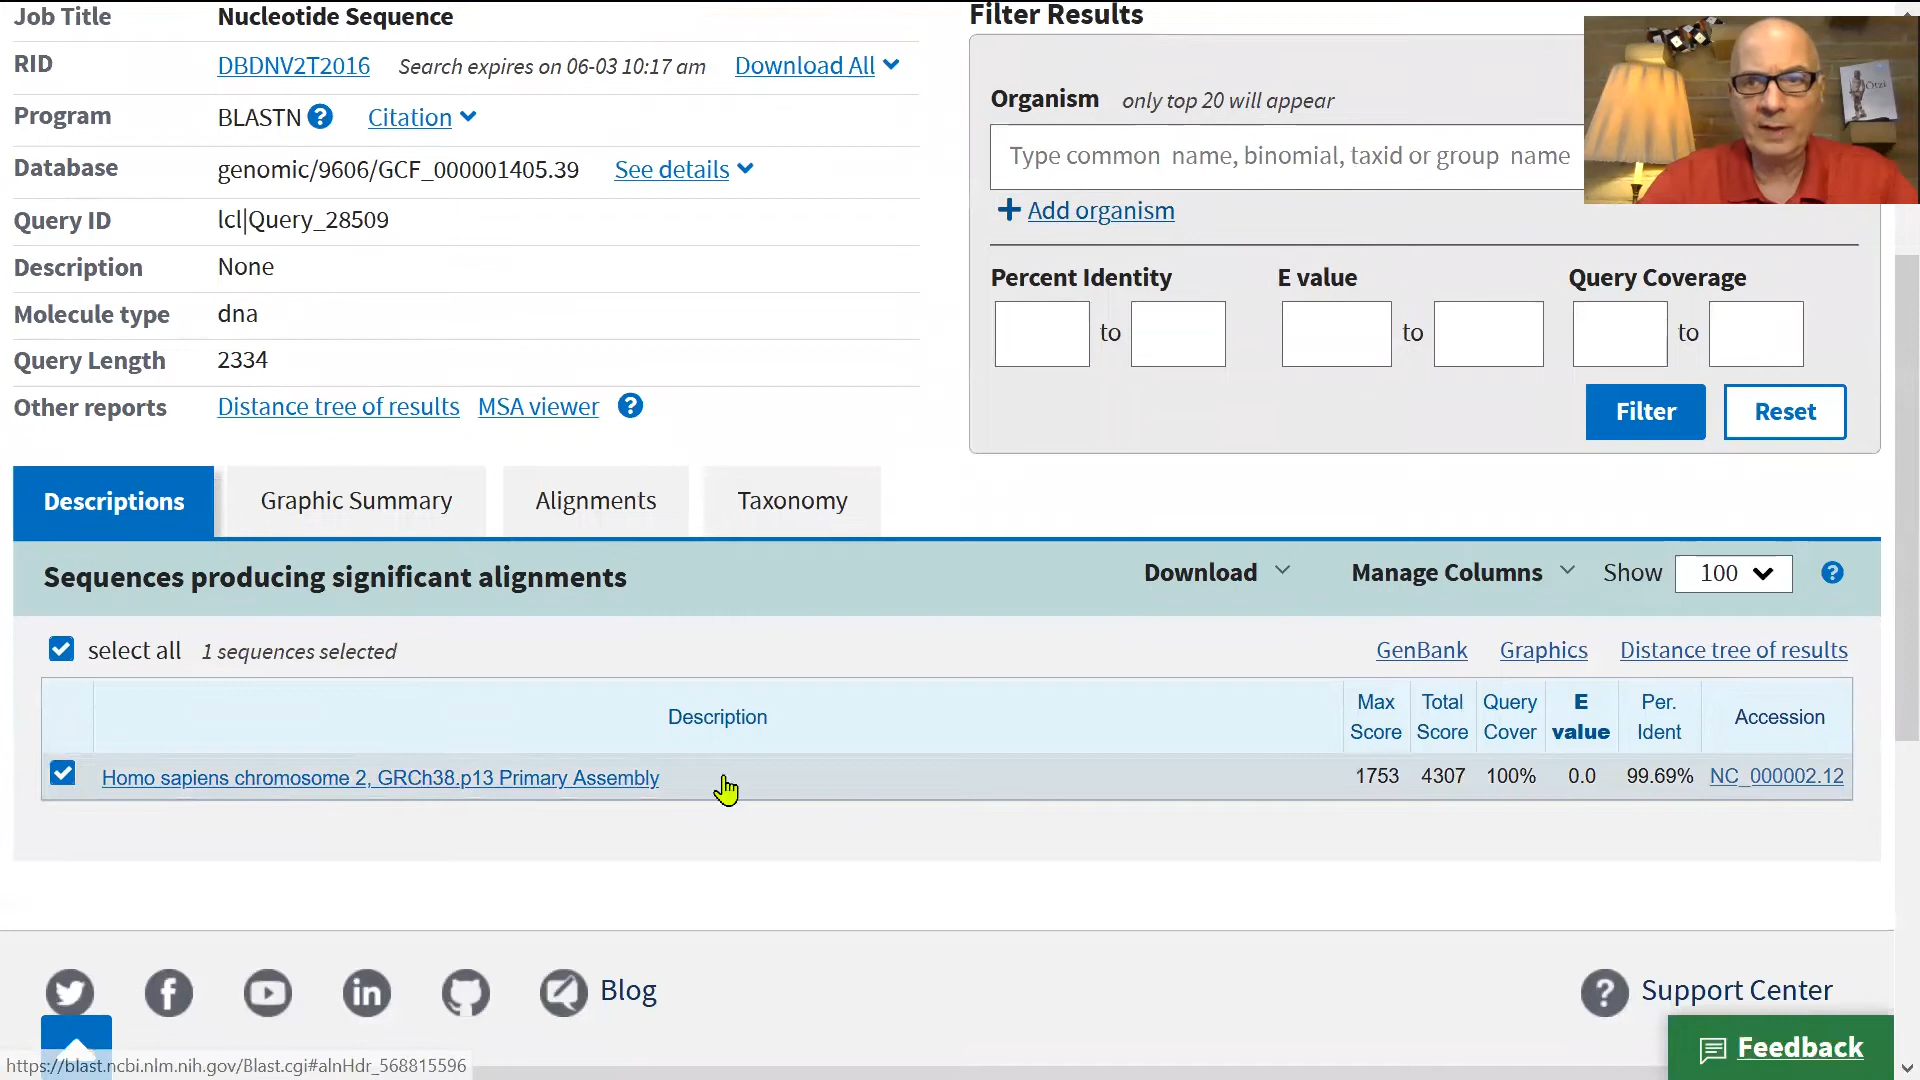 Job Title Nucleotide Sequence
RID DBDNV2T2016 Search expires on 06-03 10:17 am Download All
Program BLASTN ? Citation
Database genomic/9606/GCF_000001405.39 See details
Query ID lcl|Query_28509
Description None
Molecule type dna
Query Length 2334
Other reports Distance tree of results MSA viewer ?
Filter Results
Organism only top 20 will appear
Type common name, binomial, taxid or group name
+ Add organism
Percent Identity E value Query Coverage
to to to
Filter Reset
Ötzi
Descriptions Graphic Summary Alignments Taxonomy
Sequences producing significant alignments Download Manage Columns Show 100 ?
select all 1 sequences selected GenBank Graphics Distance tree of results
Description Max Score Total Score Query Cover E value Per. Ident Accession
Homo sapiens chromosome 2, GRCh38.p13 Primary Assembly 1753 4307 100% 0.0 99.69% NC_000002.12
Blog ? Support Center
Feedback
https://blast.ncbi.nlm.nih.gov/Blast.cgi#alnHdr_568815596